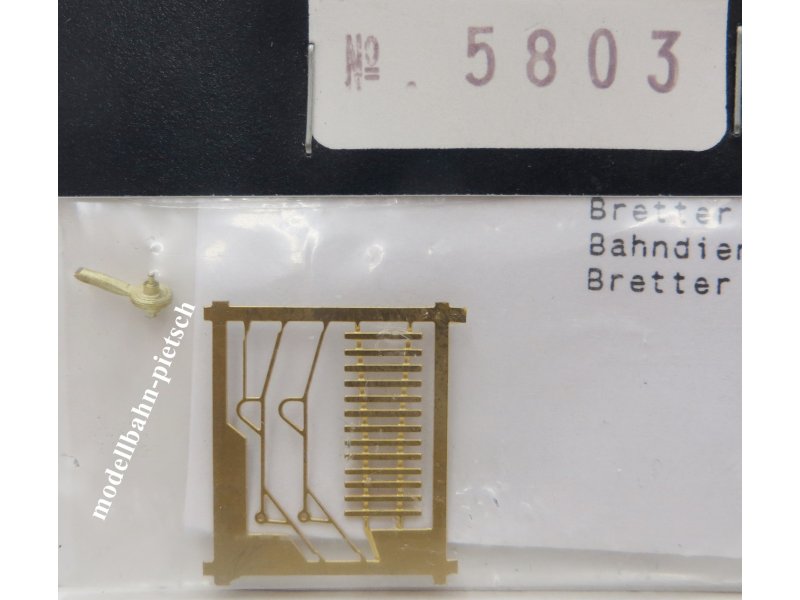 №. 5803
Bretter
Bahndien
Bretter
modellbahn-pietsch